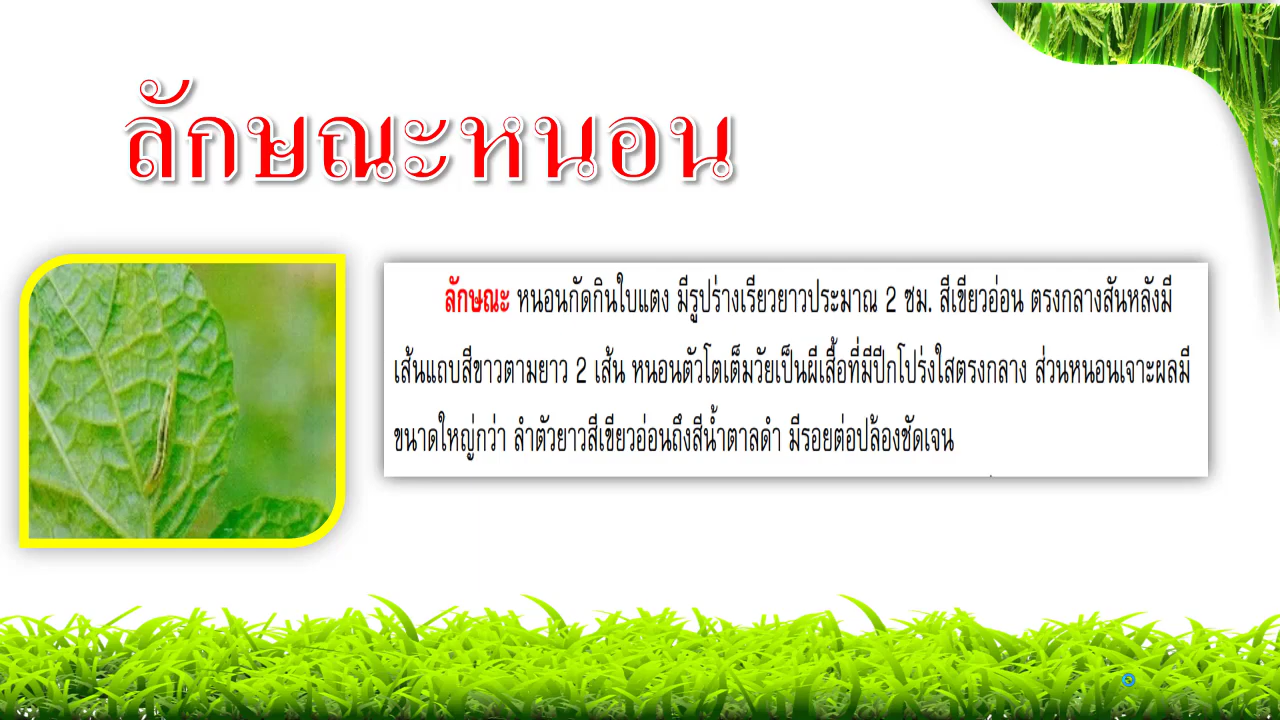 ลักษณะหนอน
ลักษณะ หนอนกัดกินใบแตง มีรูปร่างเรียวยาวประมาณ 2 ซม. สีเขียวอ่อน ตรงกลางสันหลังมี
เส้นแถบสีขาวตามยาว 2 เส้น หนอนตัวโตเต็มวัยเป็นผีเสื้อที่มีปีกโปร่งใสตรงกลาง ส่วนหนอนเจาะผลมี
ขนาดใหญ่กว่า ลำตัวยาวสีเขียวอ่อนถึงสีน้ำตาลดำ มีรอยต่อปล้องชัดเจน